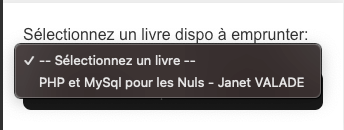 Sélectionnez un livre dispo à emprunter:
✓ -- Sélectionnez un livre --
PHP et MySql pour les Nuls - Janet VALADE